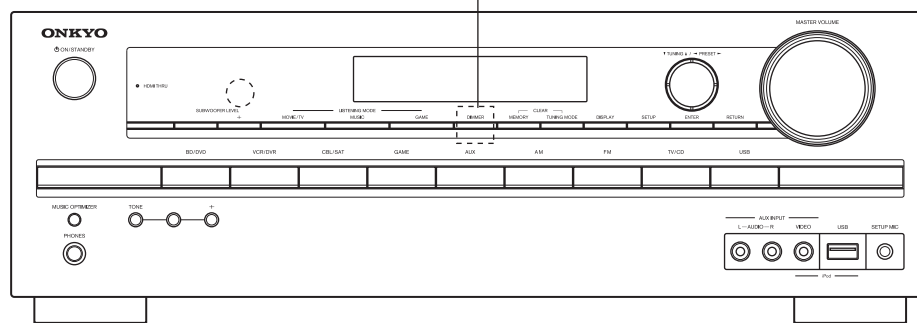 MASTER VOLUME
ONKYO
ON/STANDBY
TUNING / PRESET
HDMI THRU
SUBWOOFER LEVEL
LISTENING MODE
CLEAR
+ MOVIE/TV MUSIC GAME DIMMER MEMORY TUNING MODE DISPLAY SETUP ENTER RETURN
BD/DVD VCR/DVR CBL/SAT GAME AUX AM FM TV/CD USB
MUSIC OPTIMIZER
TONE +
PHONES
AUX INPUT
L—AUDIO—R VIDEO USB SETUP MIC
iPod